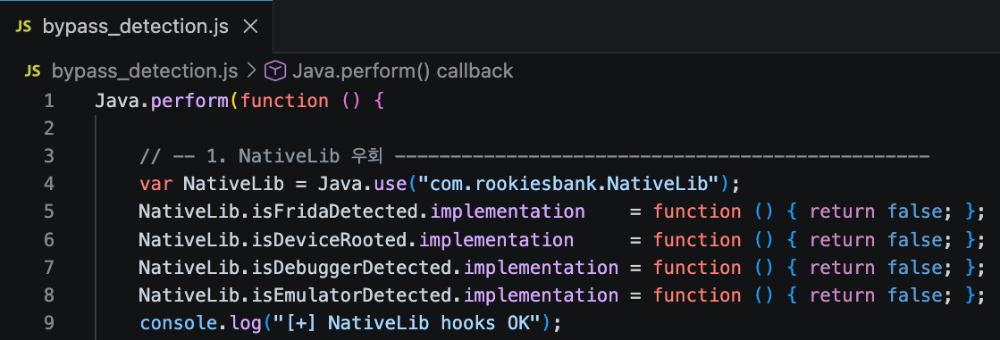 JS bypass_detection.js ×
JS bypass_detection.js > Java.perform() callback
1 Java.perform(function () {
2
3 // –– 1. NativeLib 우회 ––––––––––––––––––––––––––––––––––––––––––––––––
4 var NativeLib = Java.use("com.rookiesbank.NativeLib");
5 NativeLib.isFridaDetected.implementation    = function () { return false; };
6 NativeLib.isDeviceRooted.implementation     = function () { return false; };
7 NativeLib.isDebuggerDetected.implementation = function () { return false; };
8 NativeLib.isEmulatorDetected.implementation = function () { return false; };
9 console.log("[+] NativeLib hooks OK");